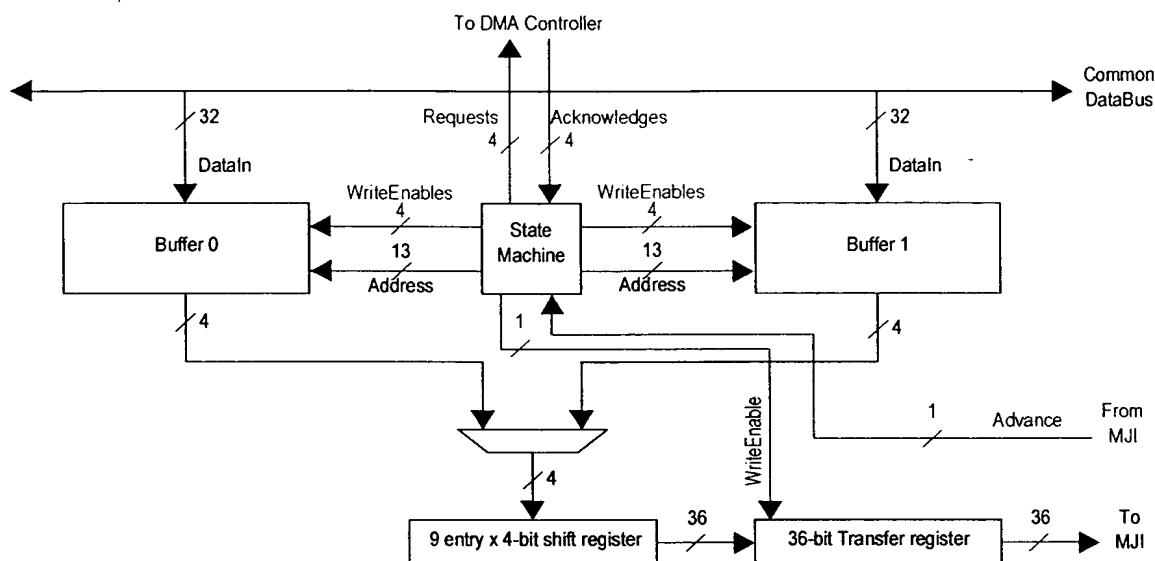 To DMA Controller
Common
DataBus
32
Requests
4
Acknowledges
4
32
DataIn
DataIn
WriteEnables
4
WriteEnables
4
Buffer 0
State
Machine
Buffer 1
13
Address
13
Address
4
1
4
1
Advance
From
MJI
WriteEnable
4
9 entry x 4-bit shift register
36
36-bit Transfer register
36
To
MJI